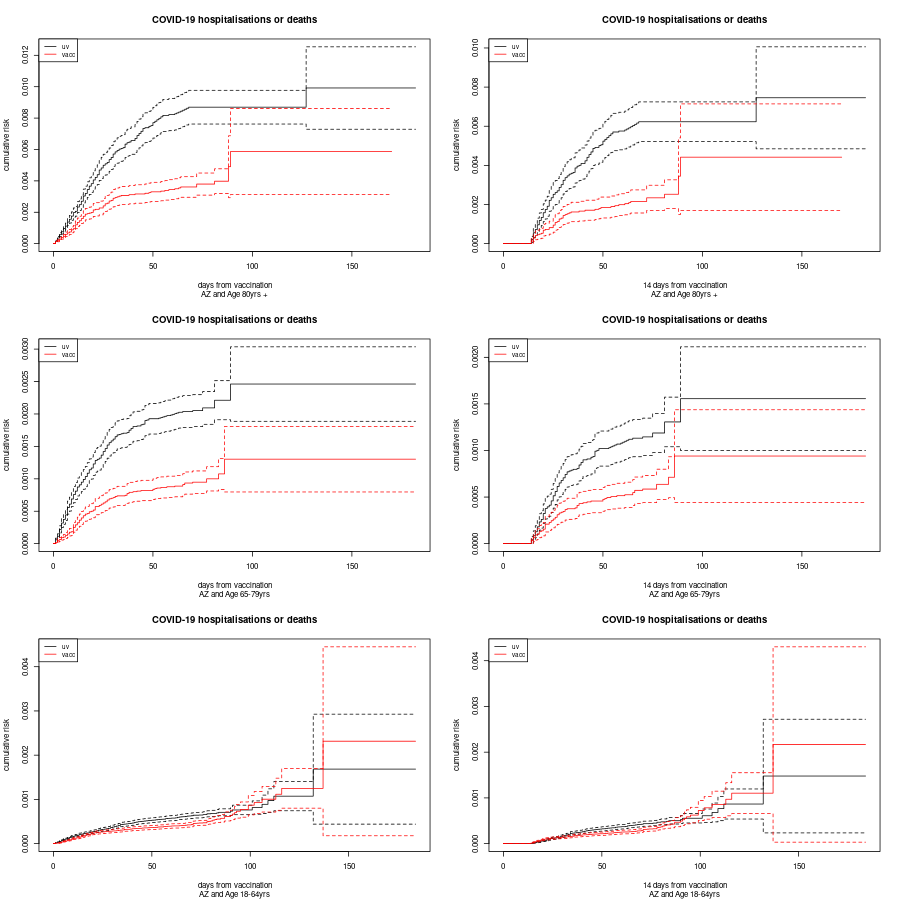 COVID-19 hospitalisations or deaths
uv
vacc
cumulative risk
0.000
0.002
0.004
0.006
0.008
0.010
0.012
0 50 100 150
days from vaccination
AZ and Age 80yrs +
COVID-19 hospitalisations or deaths
uv
vacc
cumulative risk
0.000
0.002
0.004
0.006
0.008
0.010
0 50 100 150
14 days from vaccination
AZ and Age 80yrs +
COVID-19 hospitalisations or deaths
uv
vacc
cumulative risk
0.0000
0.0005
0.0010
0.0015
0.0020
0.0025
0.0030
0 50 100 150
days from vaccination
AZ and Age 65-79yrs
COVID-19 hospitalisations or deaths
uv
vacc
cumulative risk
0.0000
0.0005
0.0010
0.0015
0.0020
0 50 100 150
14 days from vaccination
AZ and Age 65-79yrs
COVID-19 hospitalisations or deaths
uv
vacc
cumulative risk
0.000
0.001
0.002
0.003
0.004
0 50 100 150
days from vaccination
AZ and Age 18-64yrs
COVID-19 hospitalisations or deaths
uv
vacc
cumulative risk
0.000
0.001
0.002
0.003
0.004
0 50 100 150
14 days from vaccination
AZ and Age 18-64yrs